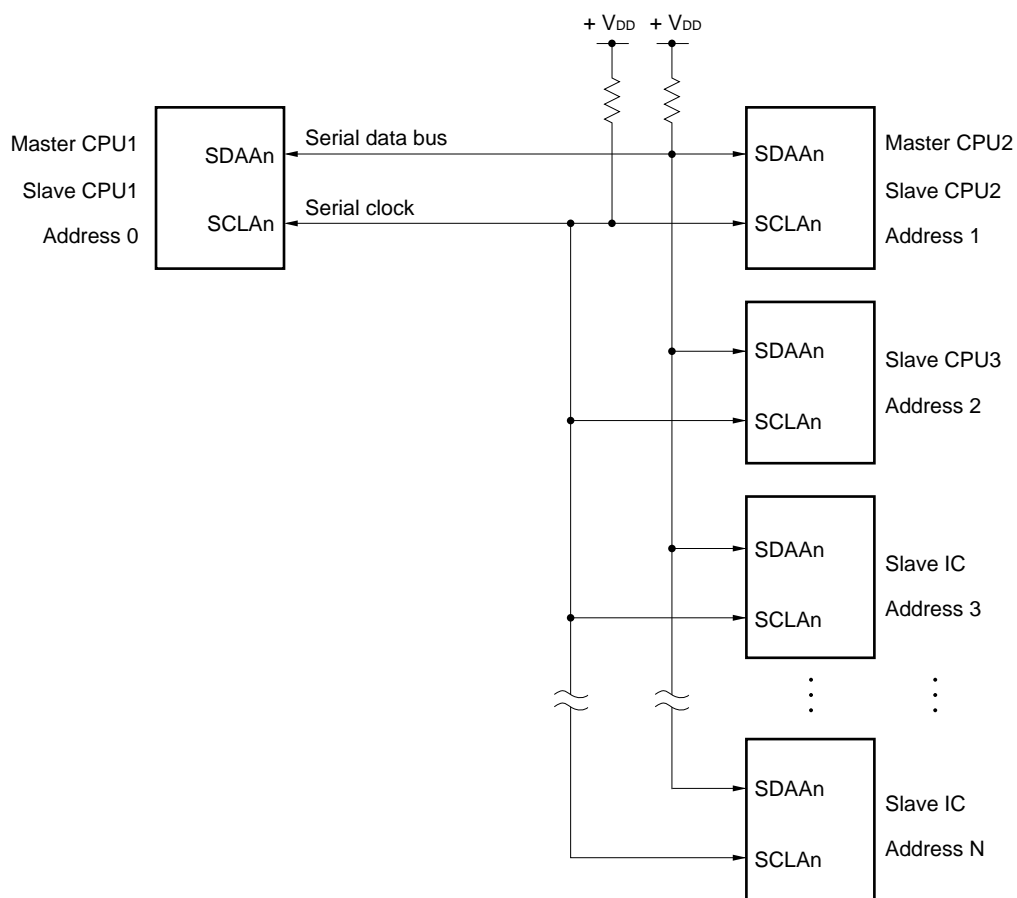 + VDD + VDD
Master CPU1
Slave CPU1
Address 0
SDAAn
SCLAn
Serial data bus
Serial clock
SDAAn
SCLAn
Master CPU2
Slave CPU2
Address 1
SDAAn
SCLAn
Slave CPU3
Address 2
SDAAn
SCLAn
Slave IC
Address 3
SDAAn
SCLAn
Slave IC
Address N